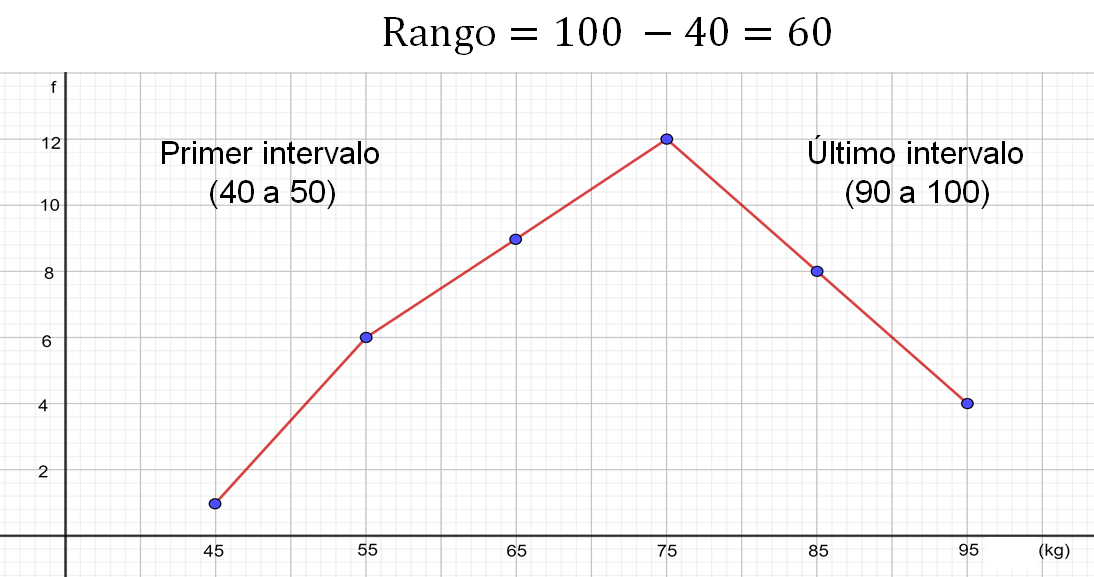 Rango = 100 − 40 = 60
f
12
Primer intervalo
(40 a 50)
Último intervalo
(90 a 100)
10
8
6
4
2
45 55 65 75 85 95 (kg)